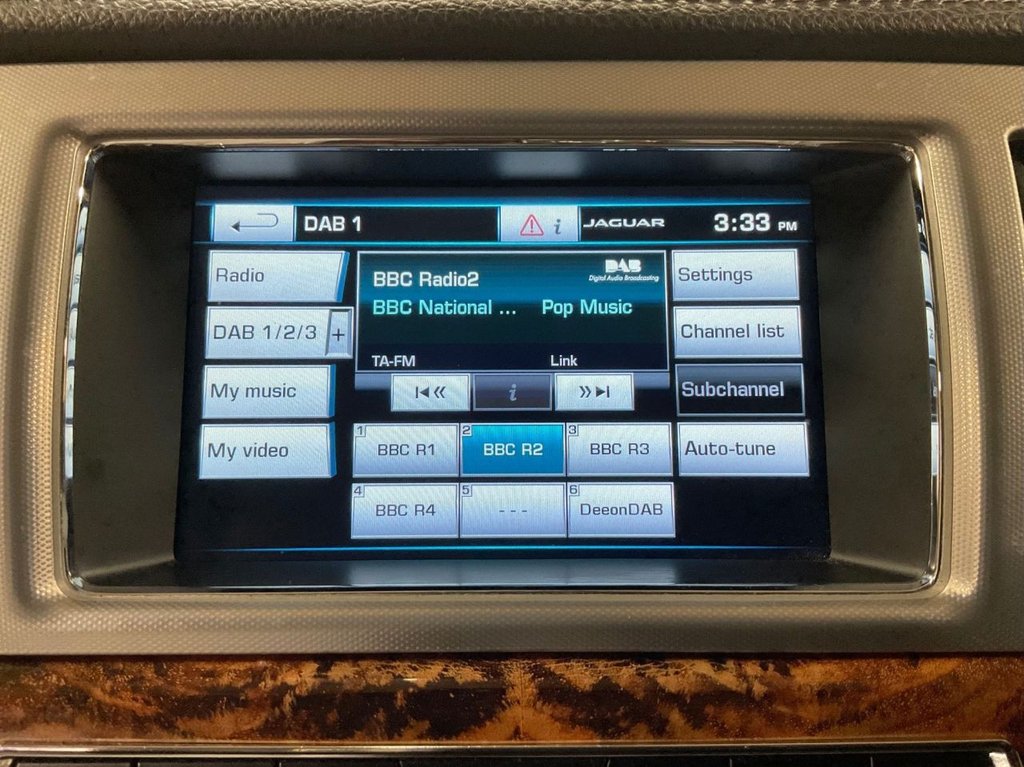 DAB 1
i
JAGUAR
3:33 PM
Radio
DAB 1/2/3 +
My music
My video
BBC Radio2
DAB
Digital Audio Broadcasting
BBC National ... Pop Music
TA-FM Link
i
1 BBC R1
2 BBC R2
3 BBC R3
4 BBC R4
5 ---
6 DeeonDAB
Settings
Channel list
Subchannel
Auto-tune